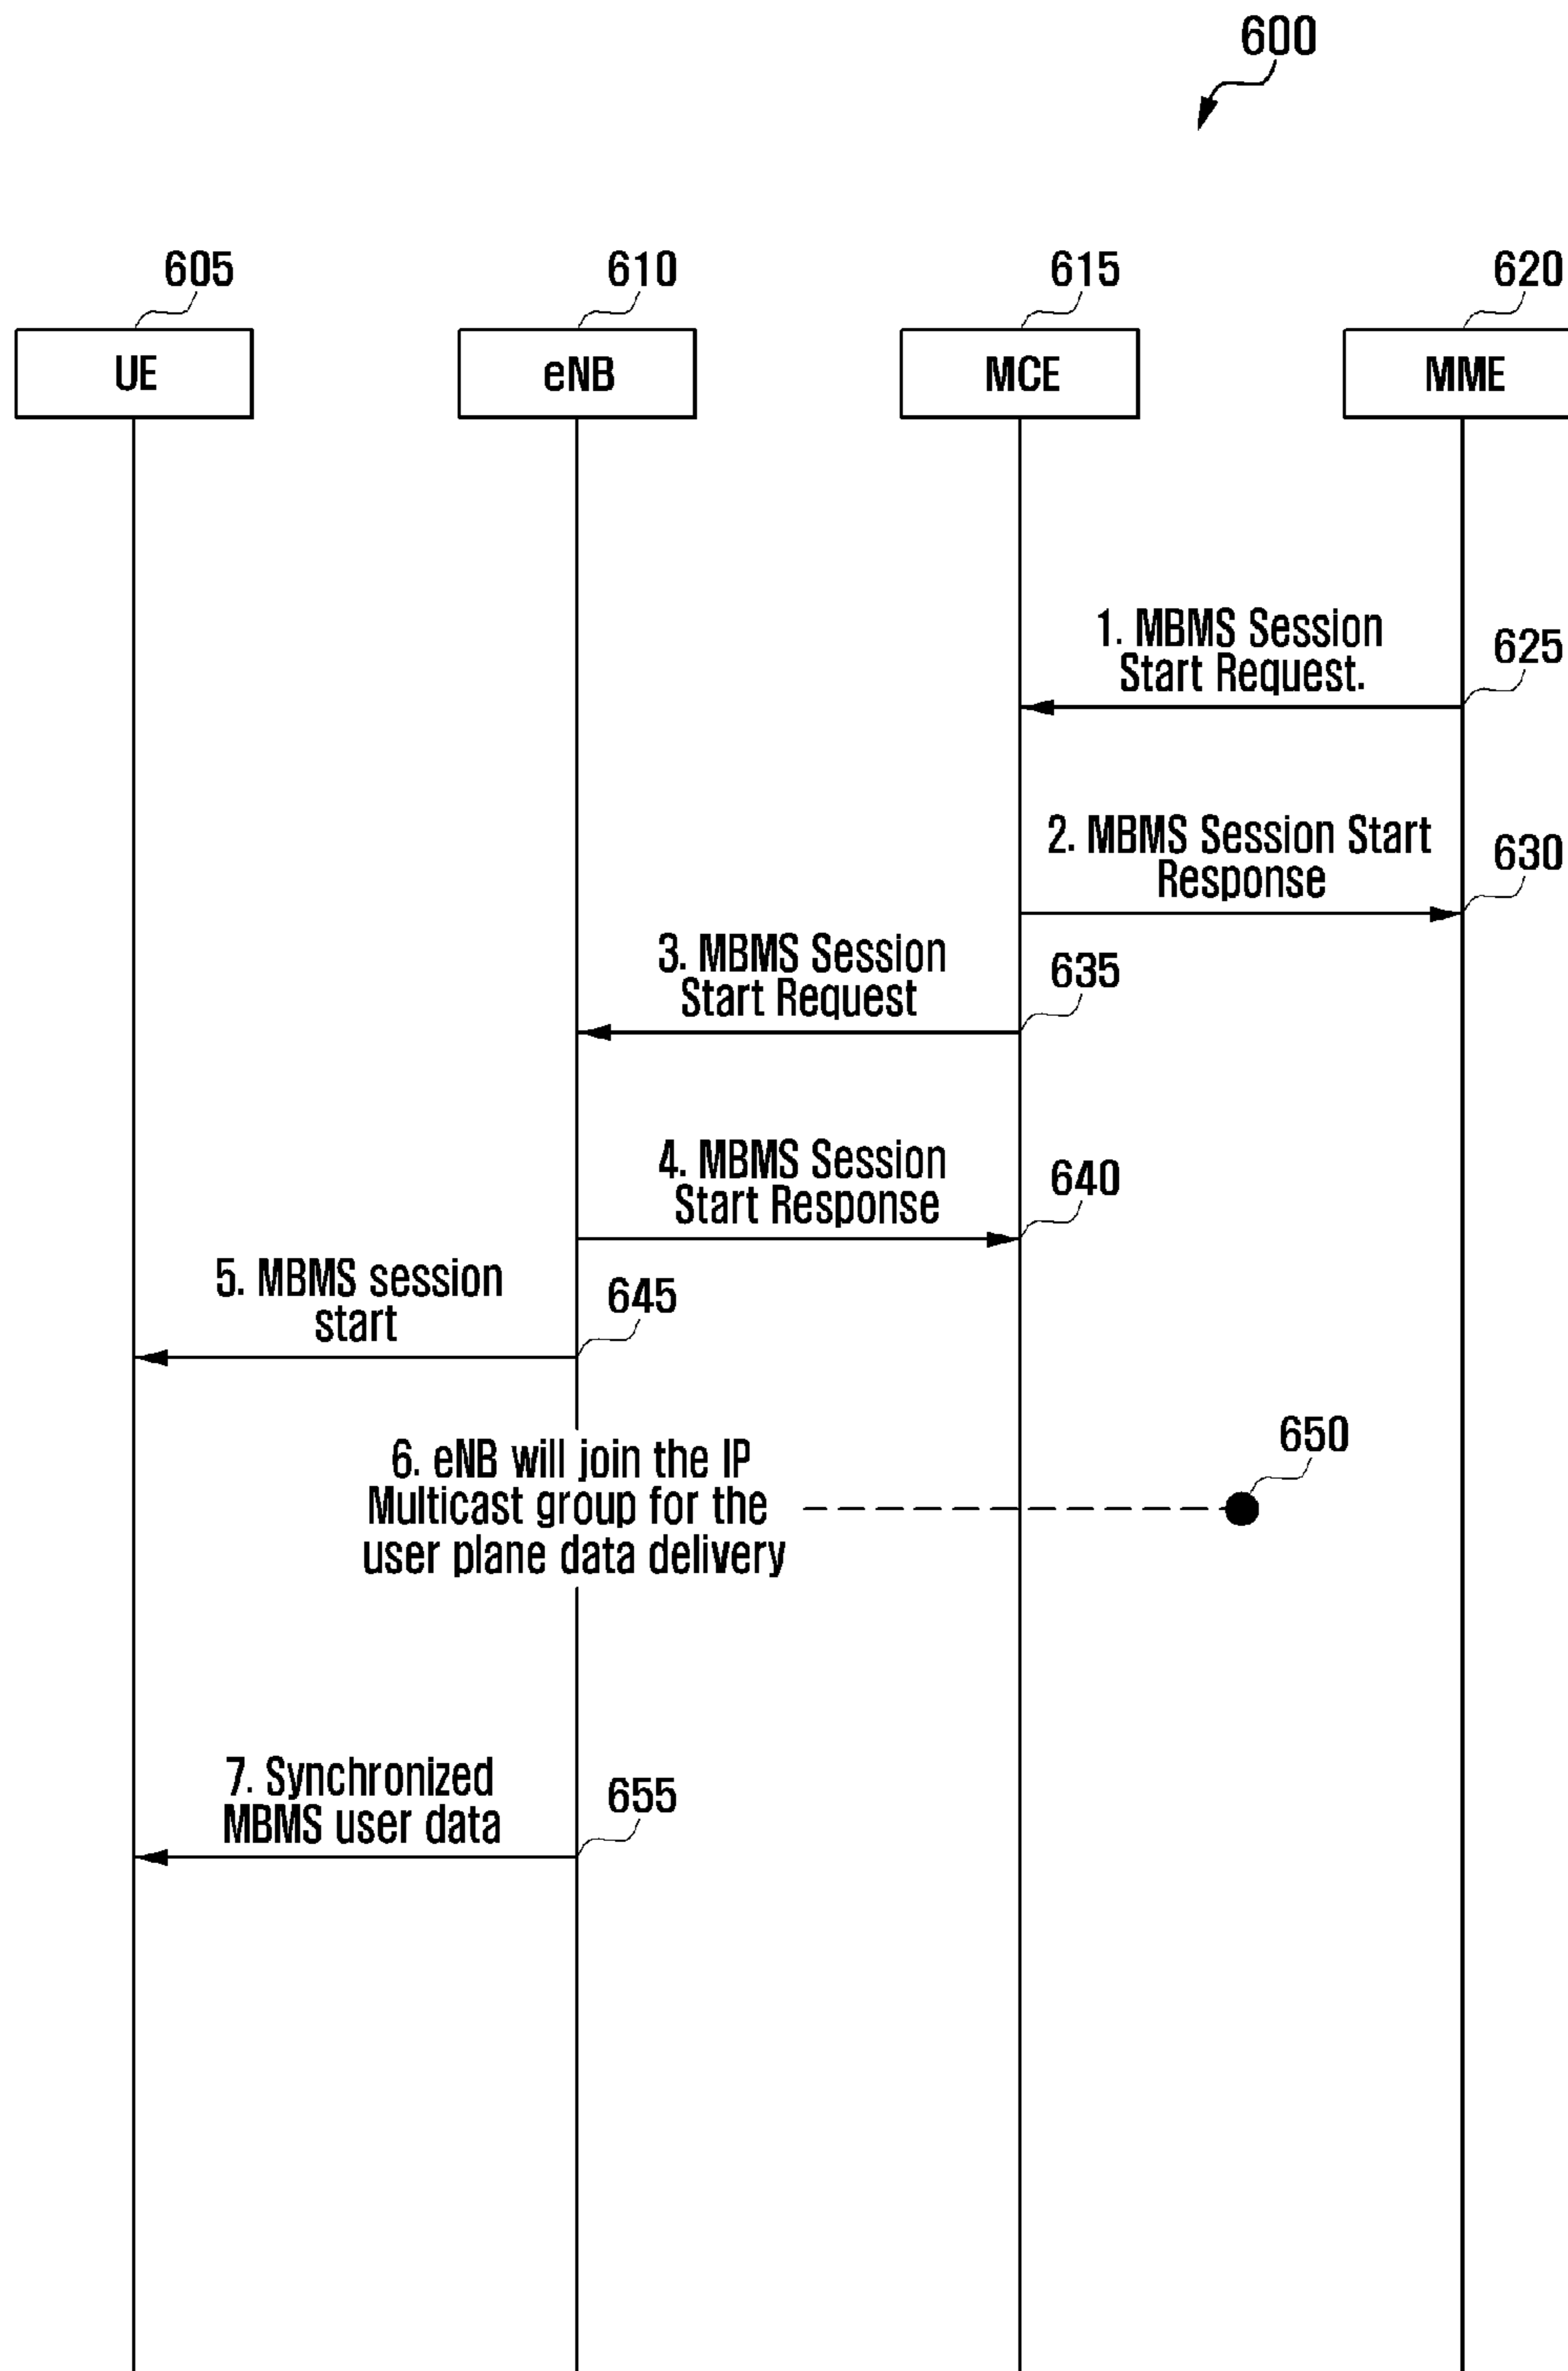 600
605
610
615
620
UE
eNB
MCE
MME
1. MBMS Session
Start Request.
625
2. MBMS Session Start
Response
630
3. MBMS Session
Start Request
635
4. MBMS Session
Start Response
640
5. MBMS session
start
645
6. eNB will join the IP
Multicast group for the
user plane data delivery
650
7. Synchronized
MBMS user data
655